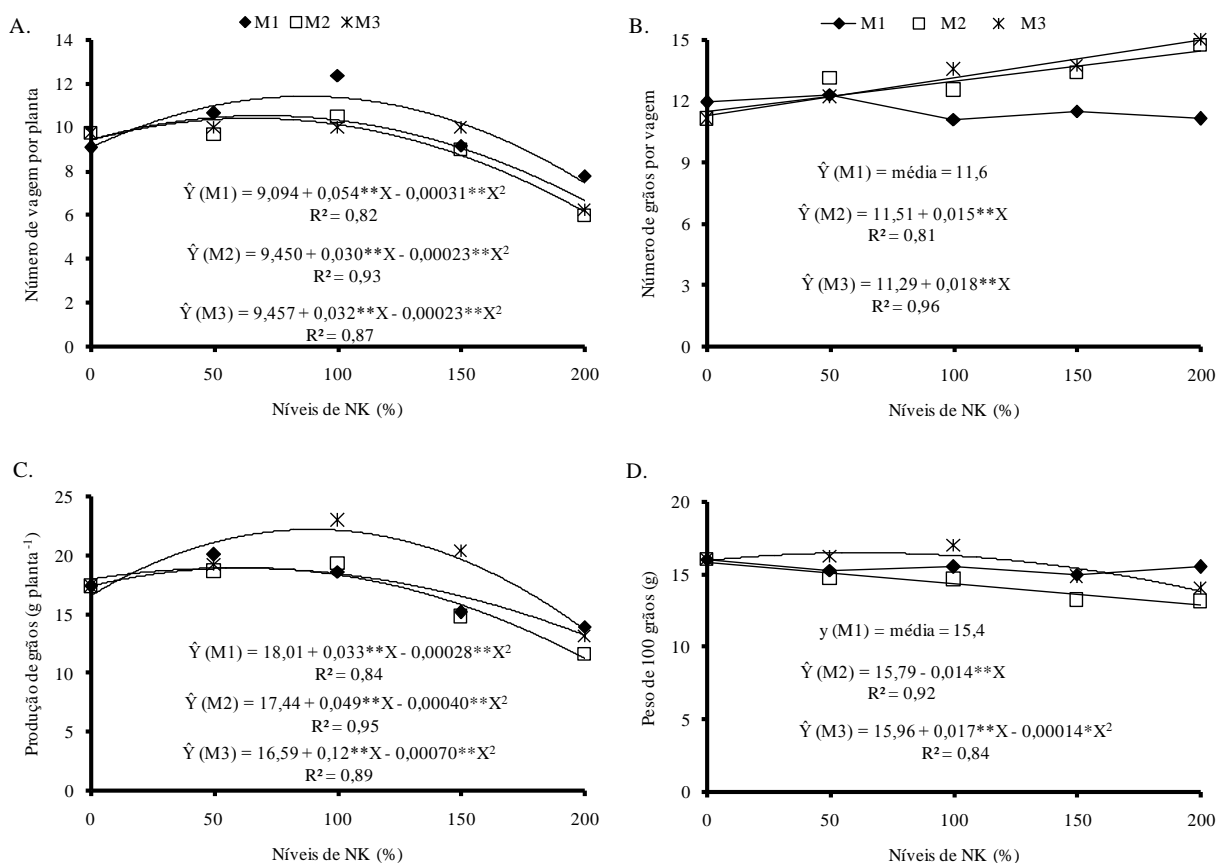 A.
M1 M2 M3
Número de vagem por planta
14
12
10
8
6
4
2
0
Ŷ (M1) = 9,094 + 0,054**X - 0,00031**X²
R² = 0,82
Ŷ (M2) = 9,450 + 0,030**X - 0,00023**X²
R² = 0,93
Ŷ (M3) = 9,457 + 0,032**X - 0,00023**X²
R² = 0,87
0 50 100 150 200
Níveis de NK (%)
B.
M1 M2 M3
Número de grãos por vagem
15
12
9
6
3
0
Ŷ (M1) = média = 11,6
Ŷ (M2) = 11,51 + 0,015**X
R² = 0,81
Ŷ (M3) = 11,29 + 0,018**X
R² = 0,96
0 50 100 150 200
Níveis de NK (%)
C.
Produção de grãos (g planta⁻¹)
25
20
15
10
5
0
Ŷ (M1) = 18,01 + 0,033**X - 0,00028**X²
R² = 0,84
Ŷ (M2) = 17,44 + 0,049**X - 0,00040**X²
R² = 0,95
Ŷ (M3) = 16,59 + 0,12**X - 0,00070**X²
R² = 0,89
0 50 100 150 200
Níveis de NK (%)
D.
Peso de 100 grãos (g)
20
15
10
5
0
y (M1) = média = 15,4
Ŷ (M2) = 15,79 - 0,014**X
R² = 0,92
Ŷ (M3) = 15,96 + 0,017**X - 0,00014*X²
R² = 0,84
0 50 100 150 200
Níveis de NK (%)